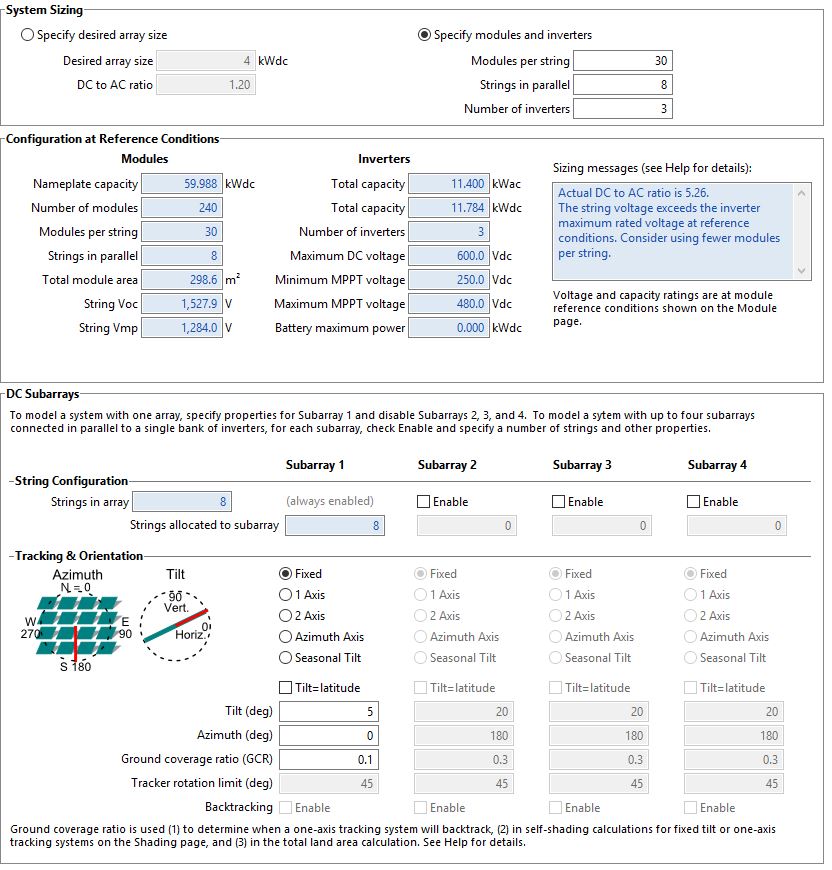 System Sizing
Specify desired array size
Specify modules and inverters
Desired array size 4 kWdc
Modules per string 30
DC to AC ratio 1.20
Strings in parallel 8
Number of inverters 3
Configuration at Reference Conditions
Modules
Inverters
Nameplate capacity 59.988 kWdc
Number of modules 240
Modules per string 30
Strings in parallel 8
Total module area 298.6 m²
String Voc 1,527.9 V
String Vmp 1,284.0 V
Total capacity 11.400 kWac
Total capacity 11.784 kWdc
Number of inverters 3
Maximum DC voltage 600.0 Vdc
Minimum MPPT voltage 250.0 Vdc
Maximum MPPT voltage 480.0 Vdc
Battery maximum power 0.000 kWdc
Sizing messages (see Help for details):
Actual DC to AC ratio is 5.26.
The string voltage exceeds the inverter
maximum rated voltage at reference
conditions. Consider using fewer modules
per string.
Voltage and capacity ratings are at module
reference conditions shown on the Module
page.
DC Subarrays
To model a system with one array, specify properties for Subarray 1 and disable Subarrays 2, 3, and 4. To model a sytem with up to four subarrays
connected in parallel to a single bank of inverters, for each subarray, check Enable and specify a number of strings and other properties.
Subarray 1 Subarray 2 Subarray 3 Subarray 4
String Configuration
Strings in array 8 (always enabled) Enable Enable Enable
Strings allocated to subarray 8 0 0 0
Tracking & Orientation
Azimuth
N = 0
W
270
E
90
S 180
Tilt
90
Vert.
0
Horiz.
Fixed Fixed Fixed Fixed
1 Axis 1 Axis 1 Axis 1 Axis
2 Axis 2 Axis 2 Axis 2 Axis
Azimuth Axis Azimuth Axis Azimuth Axis Azimuth Axis
Seasonal Tilt Seasonal Tilt Seasonal Tilt Seasonal Tilt
Tilt=latitude Tilt=latitude Tilt=latitude Tilt=latitude
Tilt (deg) 5 20 20 20
Azimuth (deg) 0 180 180 180
Ground coverage ratio (GCR) 0.1 0.3 0.3 0.3
Tracker rotation limit (deg) 45 45 45 45
Backtracking Enable Enable Enable Enable
Ground coverage ratio is used (1) to determine when a one-axis tracking system will backtrack, (2) in self-shading calculations for fixed tilt or one-axis
tracking systems on the Shading page, and (3) in the total land area calculation. See Help for details.